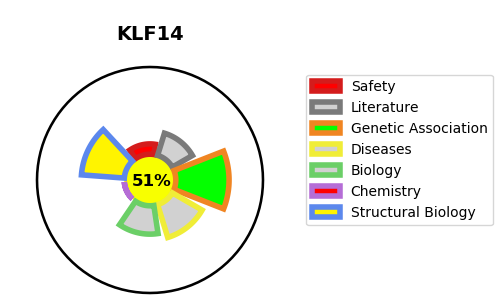 KLF14
51%
Safety
Literature
Genetic Association
Diseases
Biology
Chemistry
Structural Biology